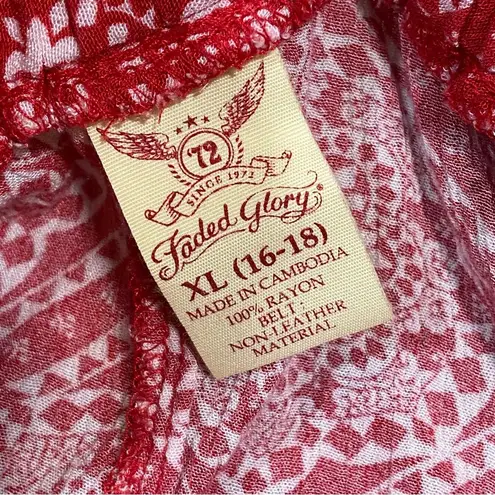 72
SINCE 1972
Faded Glory®
XL (16-18)
MADE IN CAMBODIA
100% RAYON
BELT:
NON-LEATHER
MATERIAL